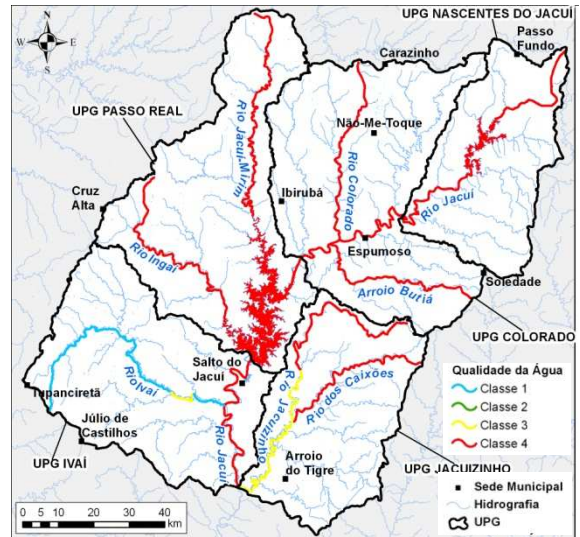 UPG NASCENTES DO JACUÍ
N
W
E
S
Carazinho
Passo
Fundo
UPG PASSO REAL
Rio Jacuí-Mirim
Não-Me-Toque
Rio Colorado
Cruz
Alta
Ibirubá
Rio Jacuí
Rio Ingaí
Espumoso
Soledade
Arroio Buriá
UPG COLORADO
Salto do
Jacuí
Rio Ivaí
Tupanciretã
Júlio de
Castilhos
Rio Jacuí
Rio Jacuizinho
Rio dos Caixões
UPG IVAÍ
Arroio
do Tigre
UPG JACUIZINHO
Qualidade da Água
Classe 1
Classe 2
Classe 3
Classe 4
Sede Municipal
Hidrografia
UPG
0 5 10 20 30 40
km